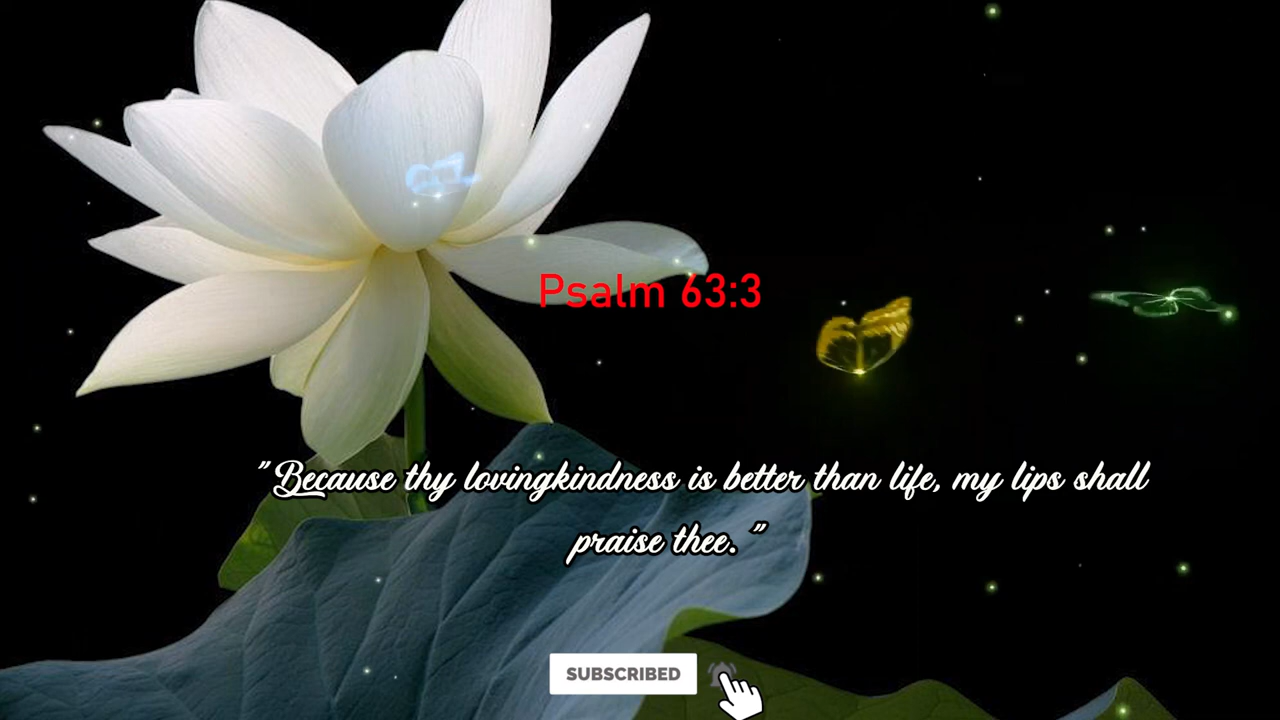 Psalm 63:3
"Because thy lovingkindness is better than life, my lips shall
praise thee. "
SUBSCRIBED